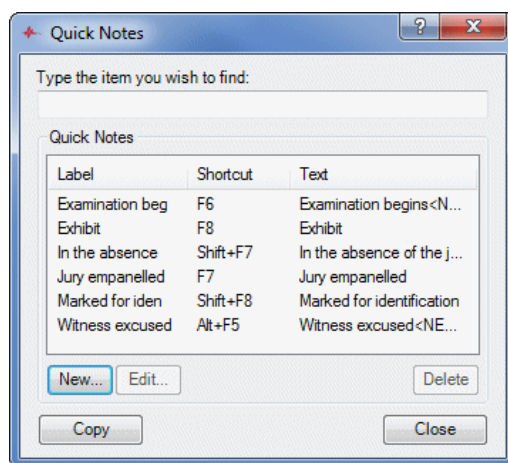 Quick Notes
Type the item you wish to find:
Quick Notes
Label Shortcut Text
Examination beg F6 Examination begins<N...
Exhibit F8 Exhibit
In the absence Shift+F7 In the absence of the j...
Jury empanelled F7 Jury empanelled
Marked for iden Shift+F8 Marked for identification
Witness excused Alt+F5 Witness excused<NE...
New... Edit... Delete
Copy Close